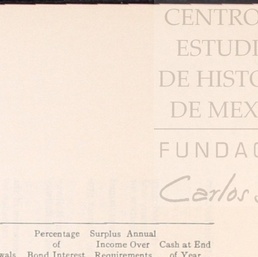 CENTRO
ESTUDI
DE HISTO
DE MEX
FUNDAC
Carlos S
Percentage Surplus Annual
of Income Over Cash at End
wals Bond Interest Requirements of Year